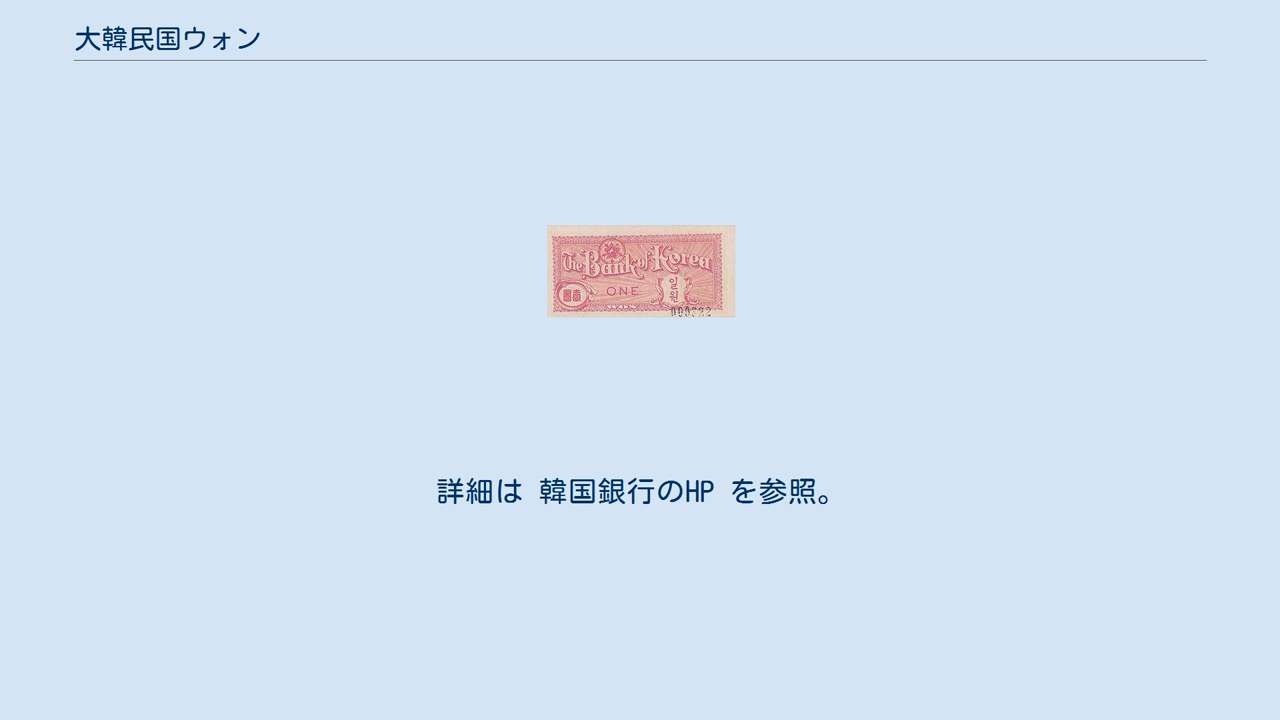 大韓民国ウォン
The Bank of Korea
ONE
일
원
詳細は 韓国銀行のHP を参照。